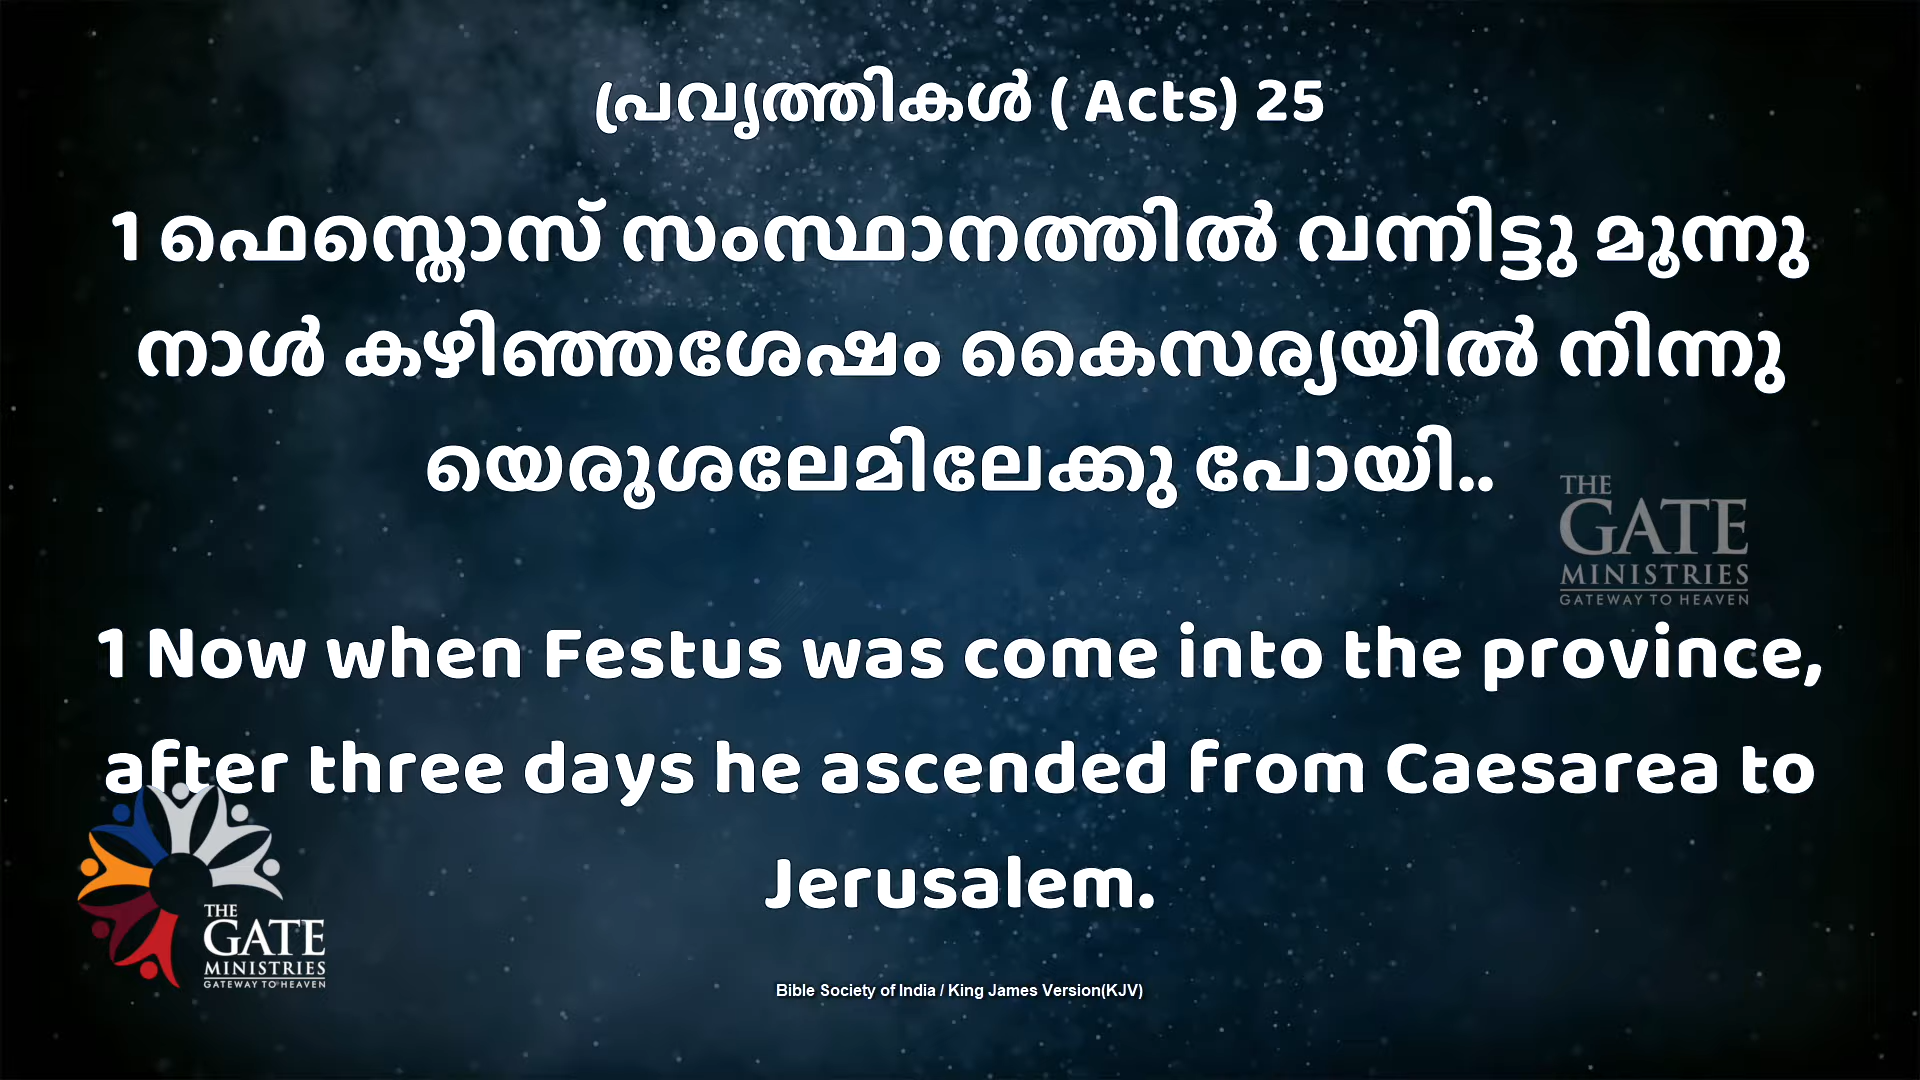 പ്രവൃത്തികൾ ( Acts) 25
1 ഫെസ്തൊസ് സംസ്ഥാനത്തിൽ വന്നിട്ടു മൂന്നു
നാൾ കഴിഞ്ഞശേഷം കൈസര്യയിൽ നിന്നു
യെരൂശലേമിലേക്കു പോയി..
THE
GATE
MINISTRIES
GATEWAY TO HEAVEN
1 Now when Festus was come into the province,
after three days he ascended from Caesarea to
Jerusalem.
THE
GATE
MINISTRIES
GATEWAY TO HEAVEN
Bible Society of India / King James Version(KJV)